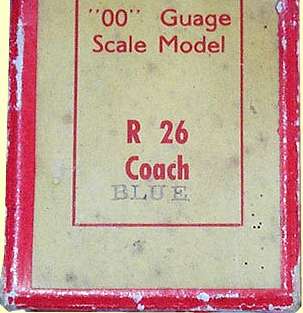 "00" Guage
Scale Model
R 26
Coach
BLUE